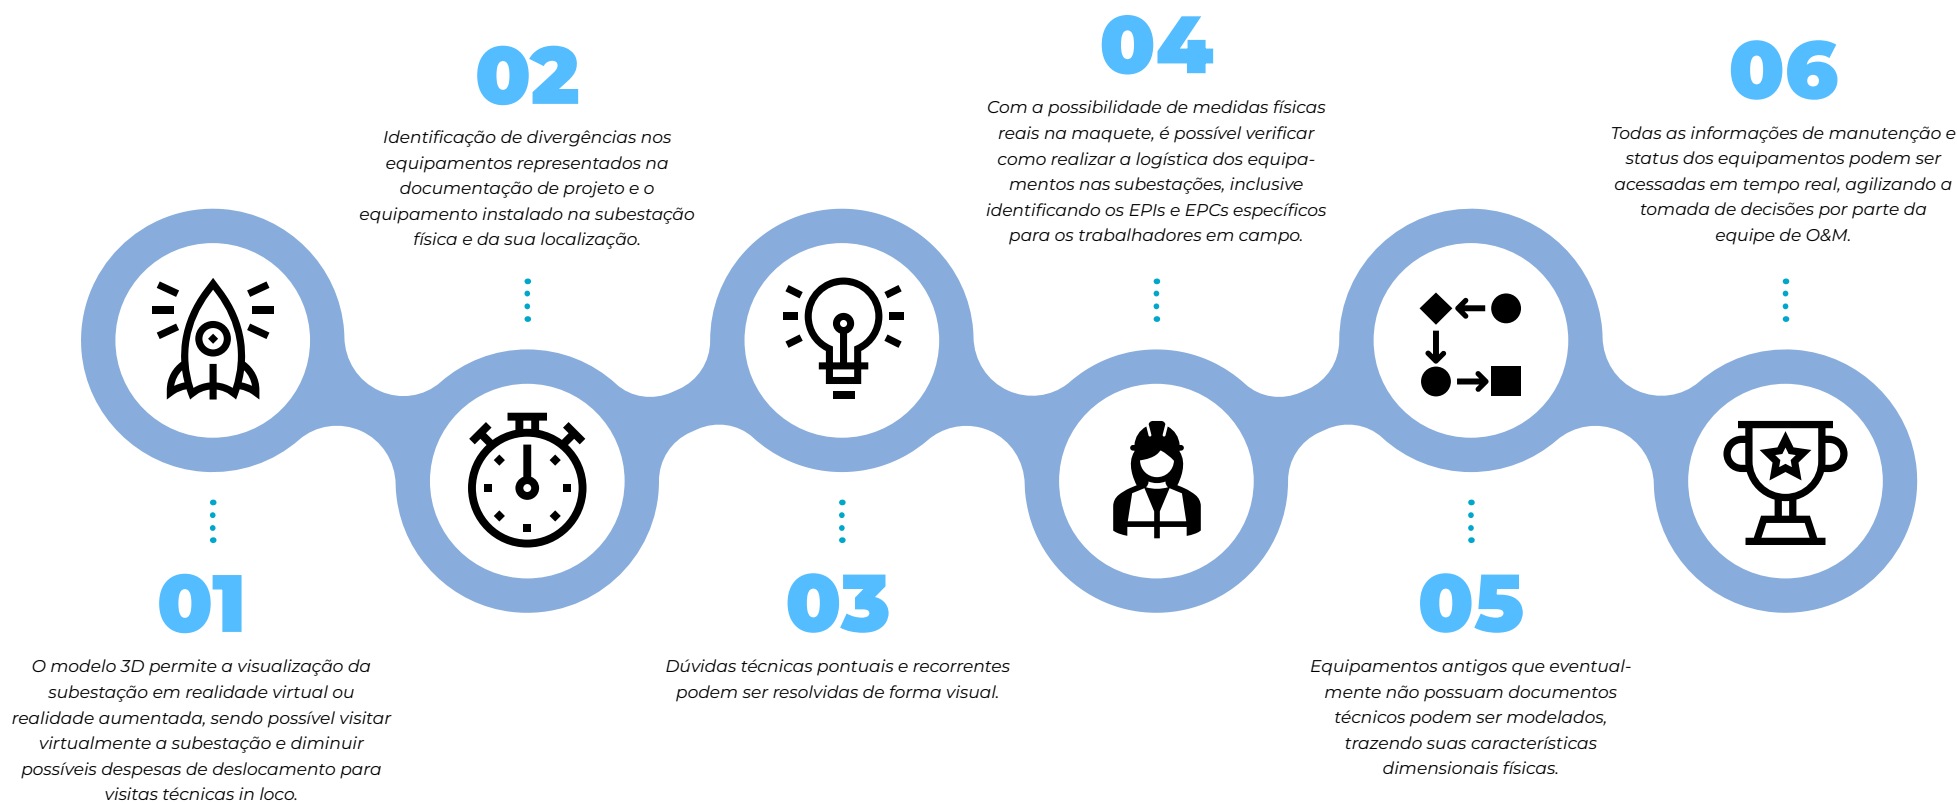 01
O modelo 3D permite a visualização da
subestação em realidade virtual ou
realidade aumentada, sendo possível visitar
virtualmente a subestação e diminuir
possíveis despesas de deslocamento para
visitas técnicas in loco.
02
Identificação de divergências nos
equipamentos representados na
documentação de projeto e o
equipamento instalado na subestação
física e da sua localização.
03
Dúvidas técnicas pontuais e recorrentes
podem ser resolvidas de forma visual.
04
Com a possibilidade de medidas físicas
reais na maquete, é possível verificar
como realizar a logística dos equipa-
mentos nas subestações, inclusive
identificando os EPIs e EPCs específicos
para os trabalhadores em campo.
05
Equipamentos antigos que eventual-
mente não possuam documentos
técnicos podem ser modelados,
trazendo suas características
dimensionais físicas.
06
Todas as informações de manutenção e
status dos equipamentos podem ser
acessadas em tempo real, agilizando a
tomada de decisões por parte da
equipe de O&M.